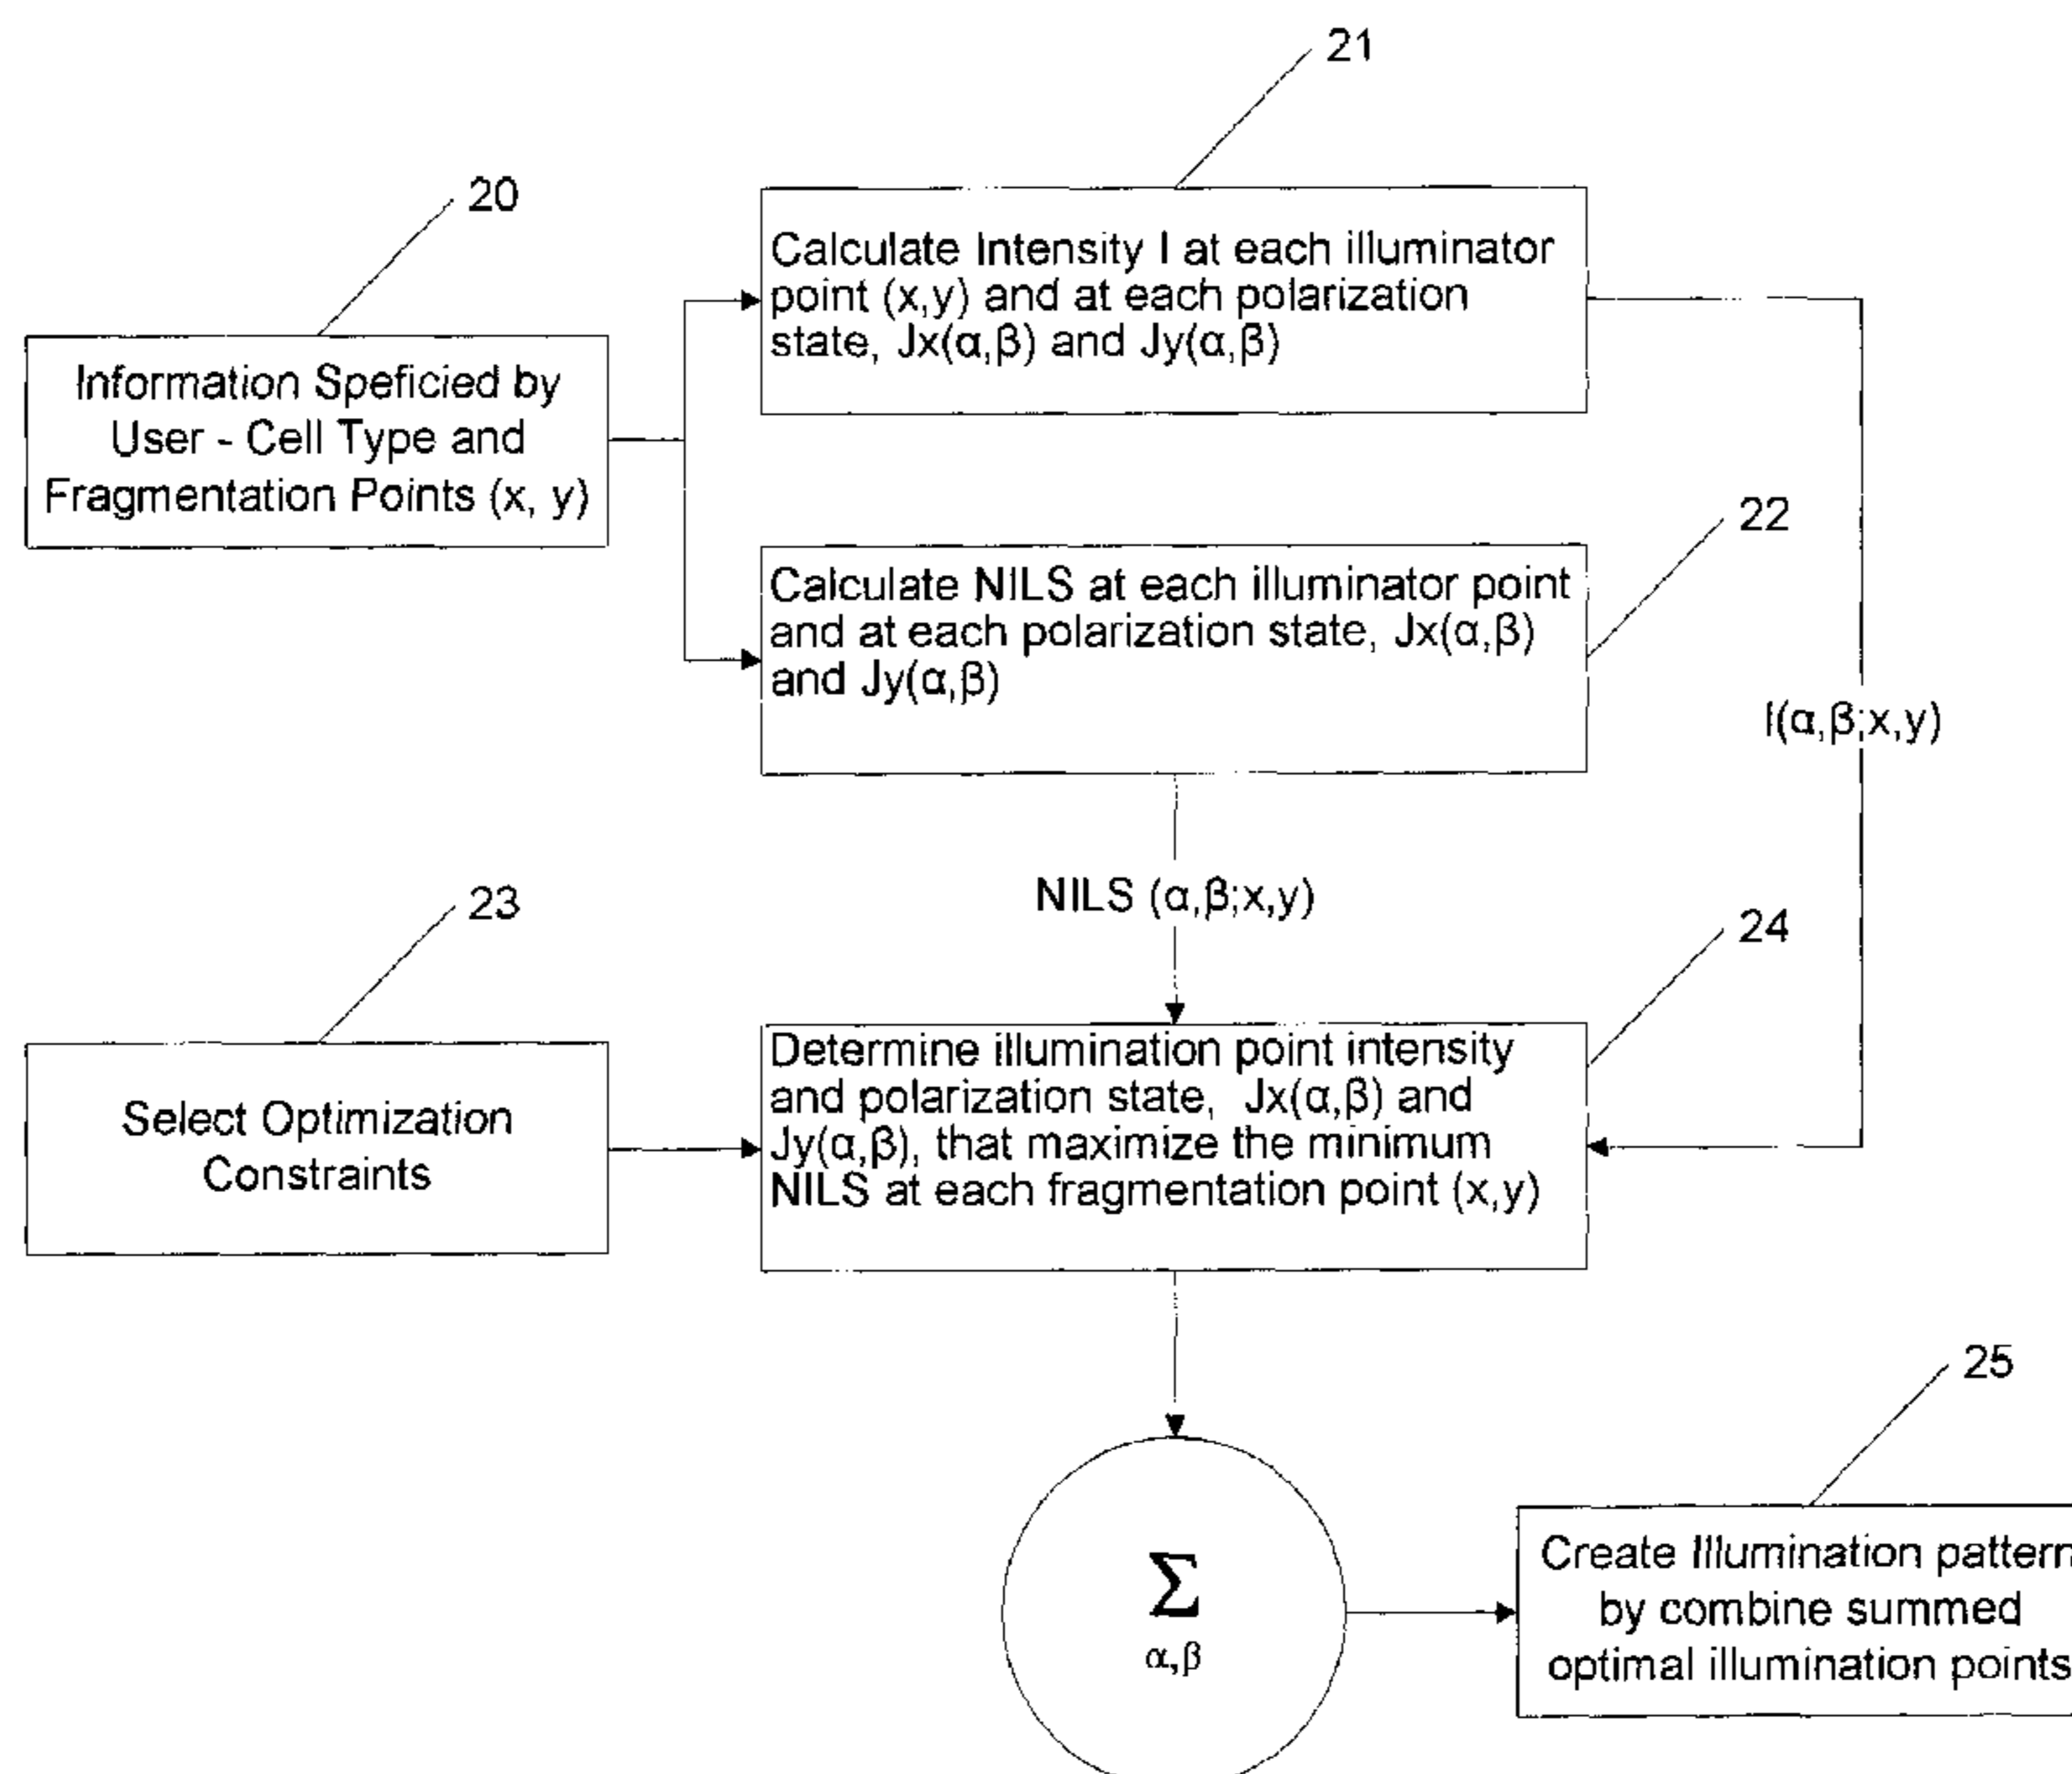 21
20
Calculate Intensity I at each illuminator
point (x,y) and at each polarization
state, Jx(α,β) and Jy(α,β)
Information Speficied by
User - Cell Type and
Fragmentation Points (x, y)
22
Calculate NILS at each illuminator point
and at each polarization state, Jx(α,β)
and Jy(α,β)
I(α,β;x,y)
NILS (α,β;x,y)
23
24
Select Optimization
Constraints
Determine illumination point intensity
and polarization state, Jx(α,β) and
Jy(α,β), that maximize the minimum
NILS at each fragmentation point (x,y)
25
Σ
α,β
Create Illumination pattern
by combine summed
optimal illumination points